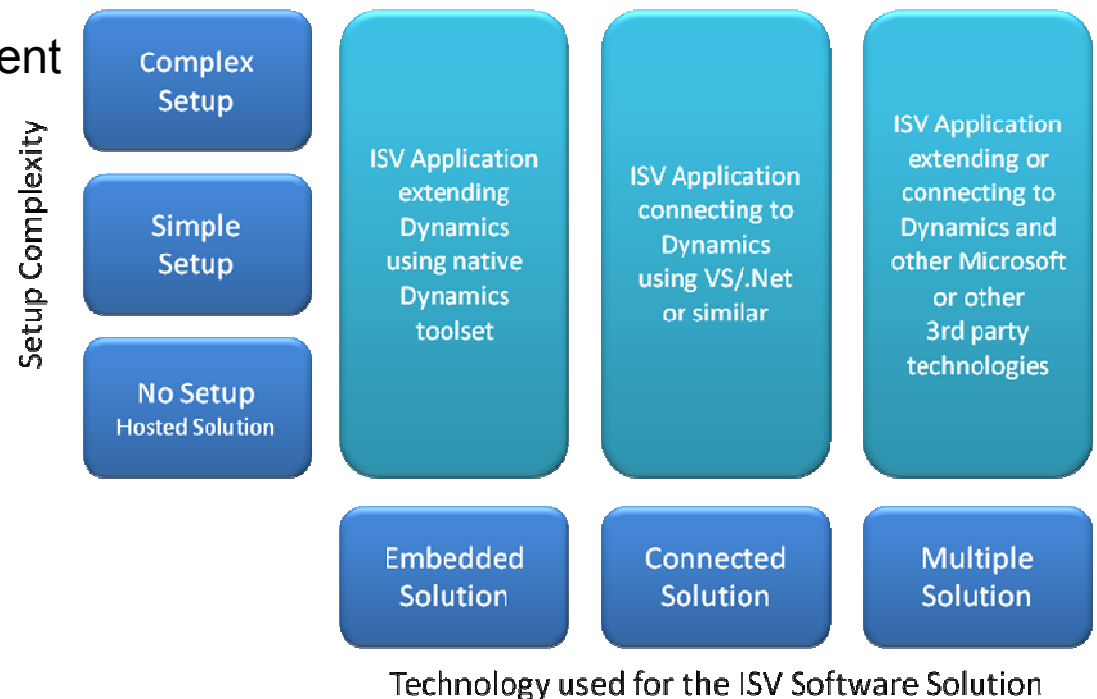 ent
Setup Complexity
Complex
Setup
Simple
Setup
No Setup
Hosted Solution
ISV Application
extending
Dynamics
using native
Dynamics
toolset
ISV Application
connecting to
Dynamics
using VS/.Net
or similar
ISV Application
extending or
connecting to
Dynamics and
other Microsoft
or other
3rd party
technologies
Embedded
Solution
Connected
Solution
Multiple
Solution
Technology used for the ISV Software Solution